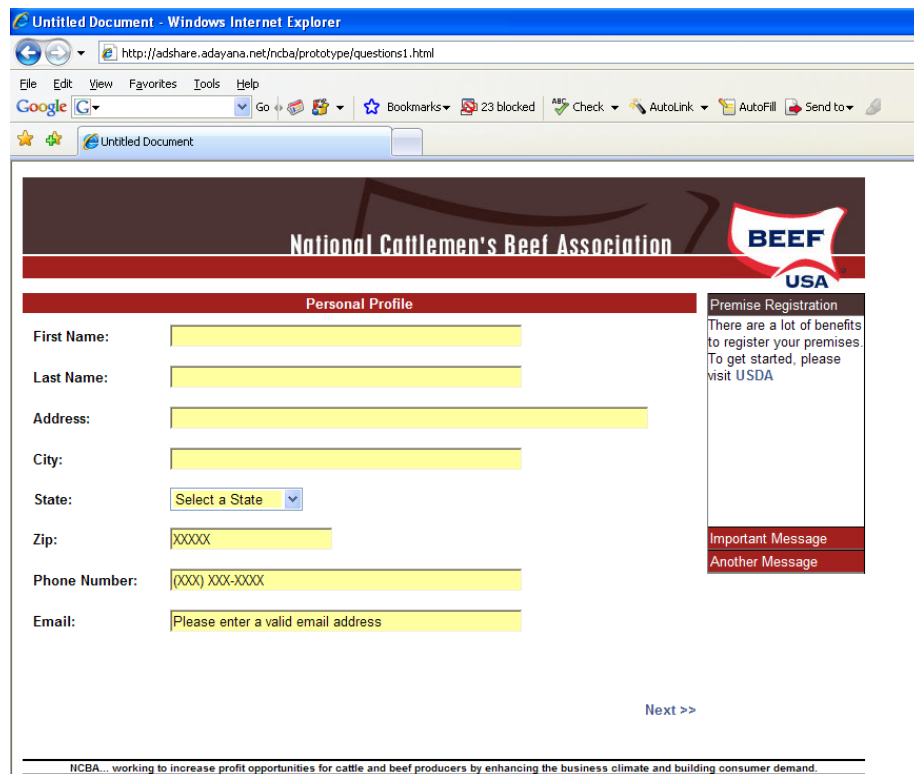 Untitled Document - Windows Internet Explorer
http://adshare.adayana.net/ncba/prototype/questions1.html
File Edit View Favorites Tools Help
Google G Go Bookmarks 23 blocked ABC Check AutoLink AutoFill Send to
Untitled Document
National Cattlemen's Beef Association
BEEF
USA
Personal Profile
Premise Registration
There are a lot of benefits
to register your premises.
To get started, please
visit USDA
First Name:
Last Name:
Address:
City:
State: Select a State
Zip: XXXXX
Important Message
Another Message
Phone Number: (XXX) XXX-XXXX
Email: Please enter a valid email address
Next >>
NCBA... working to increase profit opportunities for cattle and beef producers by enhancing the business climate and building consumer demand.